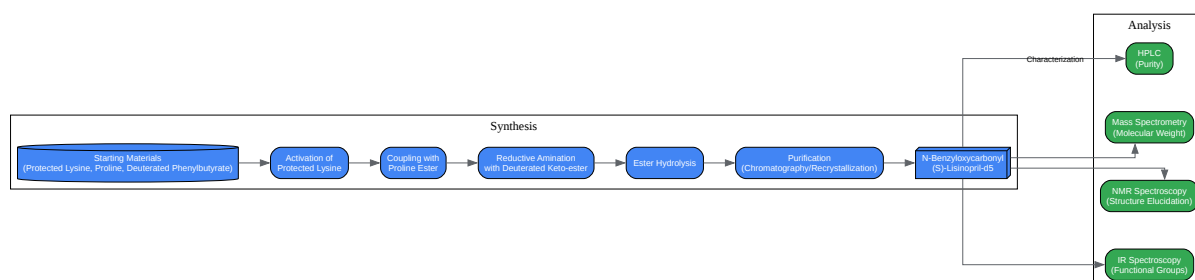 Synthesis
Starting Materials
(Protected Lysine, Proline, Deuterated Phenylbutyrate)
Activation of
Protected Lysine
Coupling with
Proline Ester
Reductive Amination
with Deuterated Keto-ester
Ester Hydrolysis
Purification
(Chromatography/Recrystallization)
N-Benzyloxycarbonyl
(S)-Lisinopril-d5
Characterization
Analysis
HPLC
(Purity)
Mass Spectrometry
(Molecular Weight)
NMR Spectroscopy
(Structure Elucidation)
IR Spectroscopy
(Functional Groups)